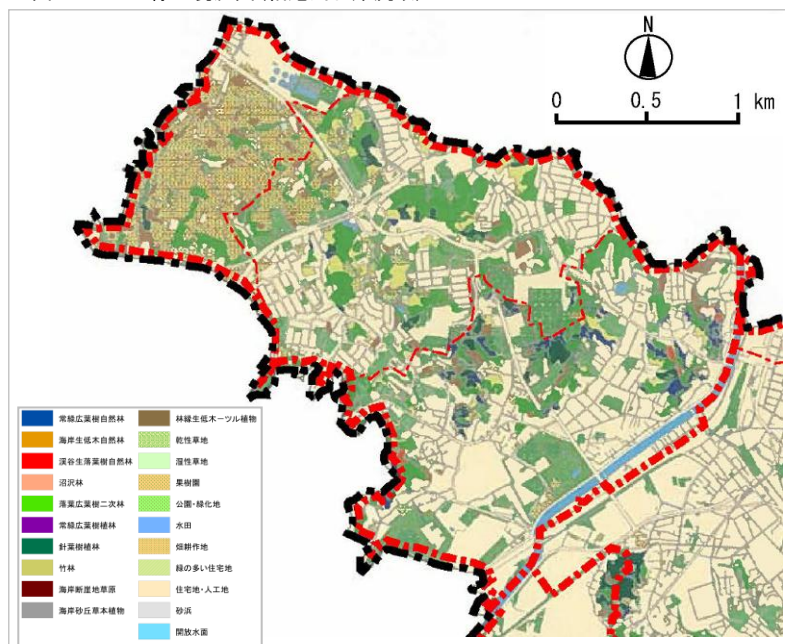 N
0 0.5 1 km
常緑広葉樹自然林
海岸生低木自然林
渓谷生落葉樹自然林
沼沢林
落葉広葉樹二次林
常緑広葉樹植林
針葉樹植林
竹林
海岸断崖地草原
海岸砂丘草本植物
林縁生低木ーツル植物
乾性草地
湿性草地
果樹園
公園・緑化地
水田
畑耕作地
緑の多い住宅地
住宅地・人工地
砂浜
開放水面